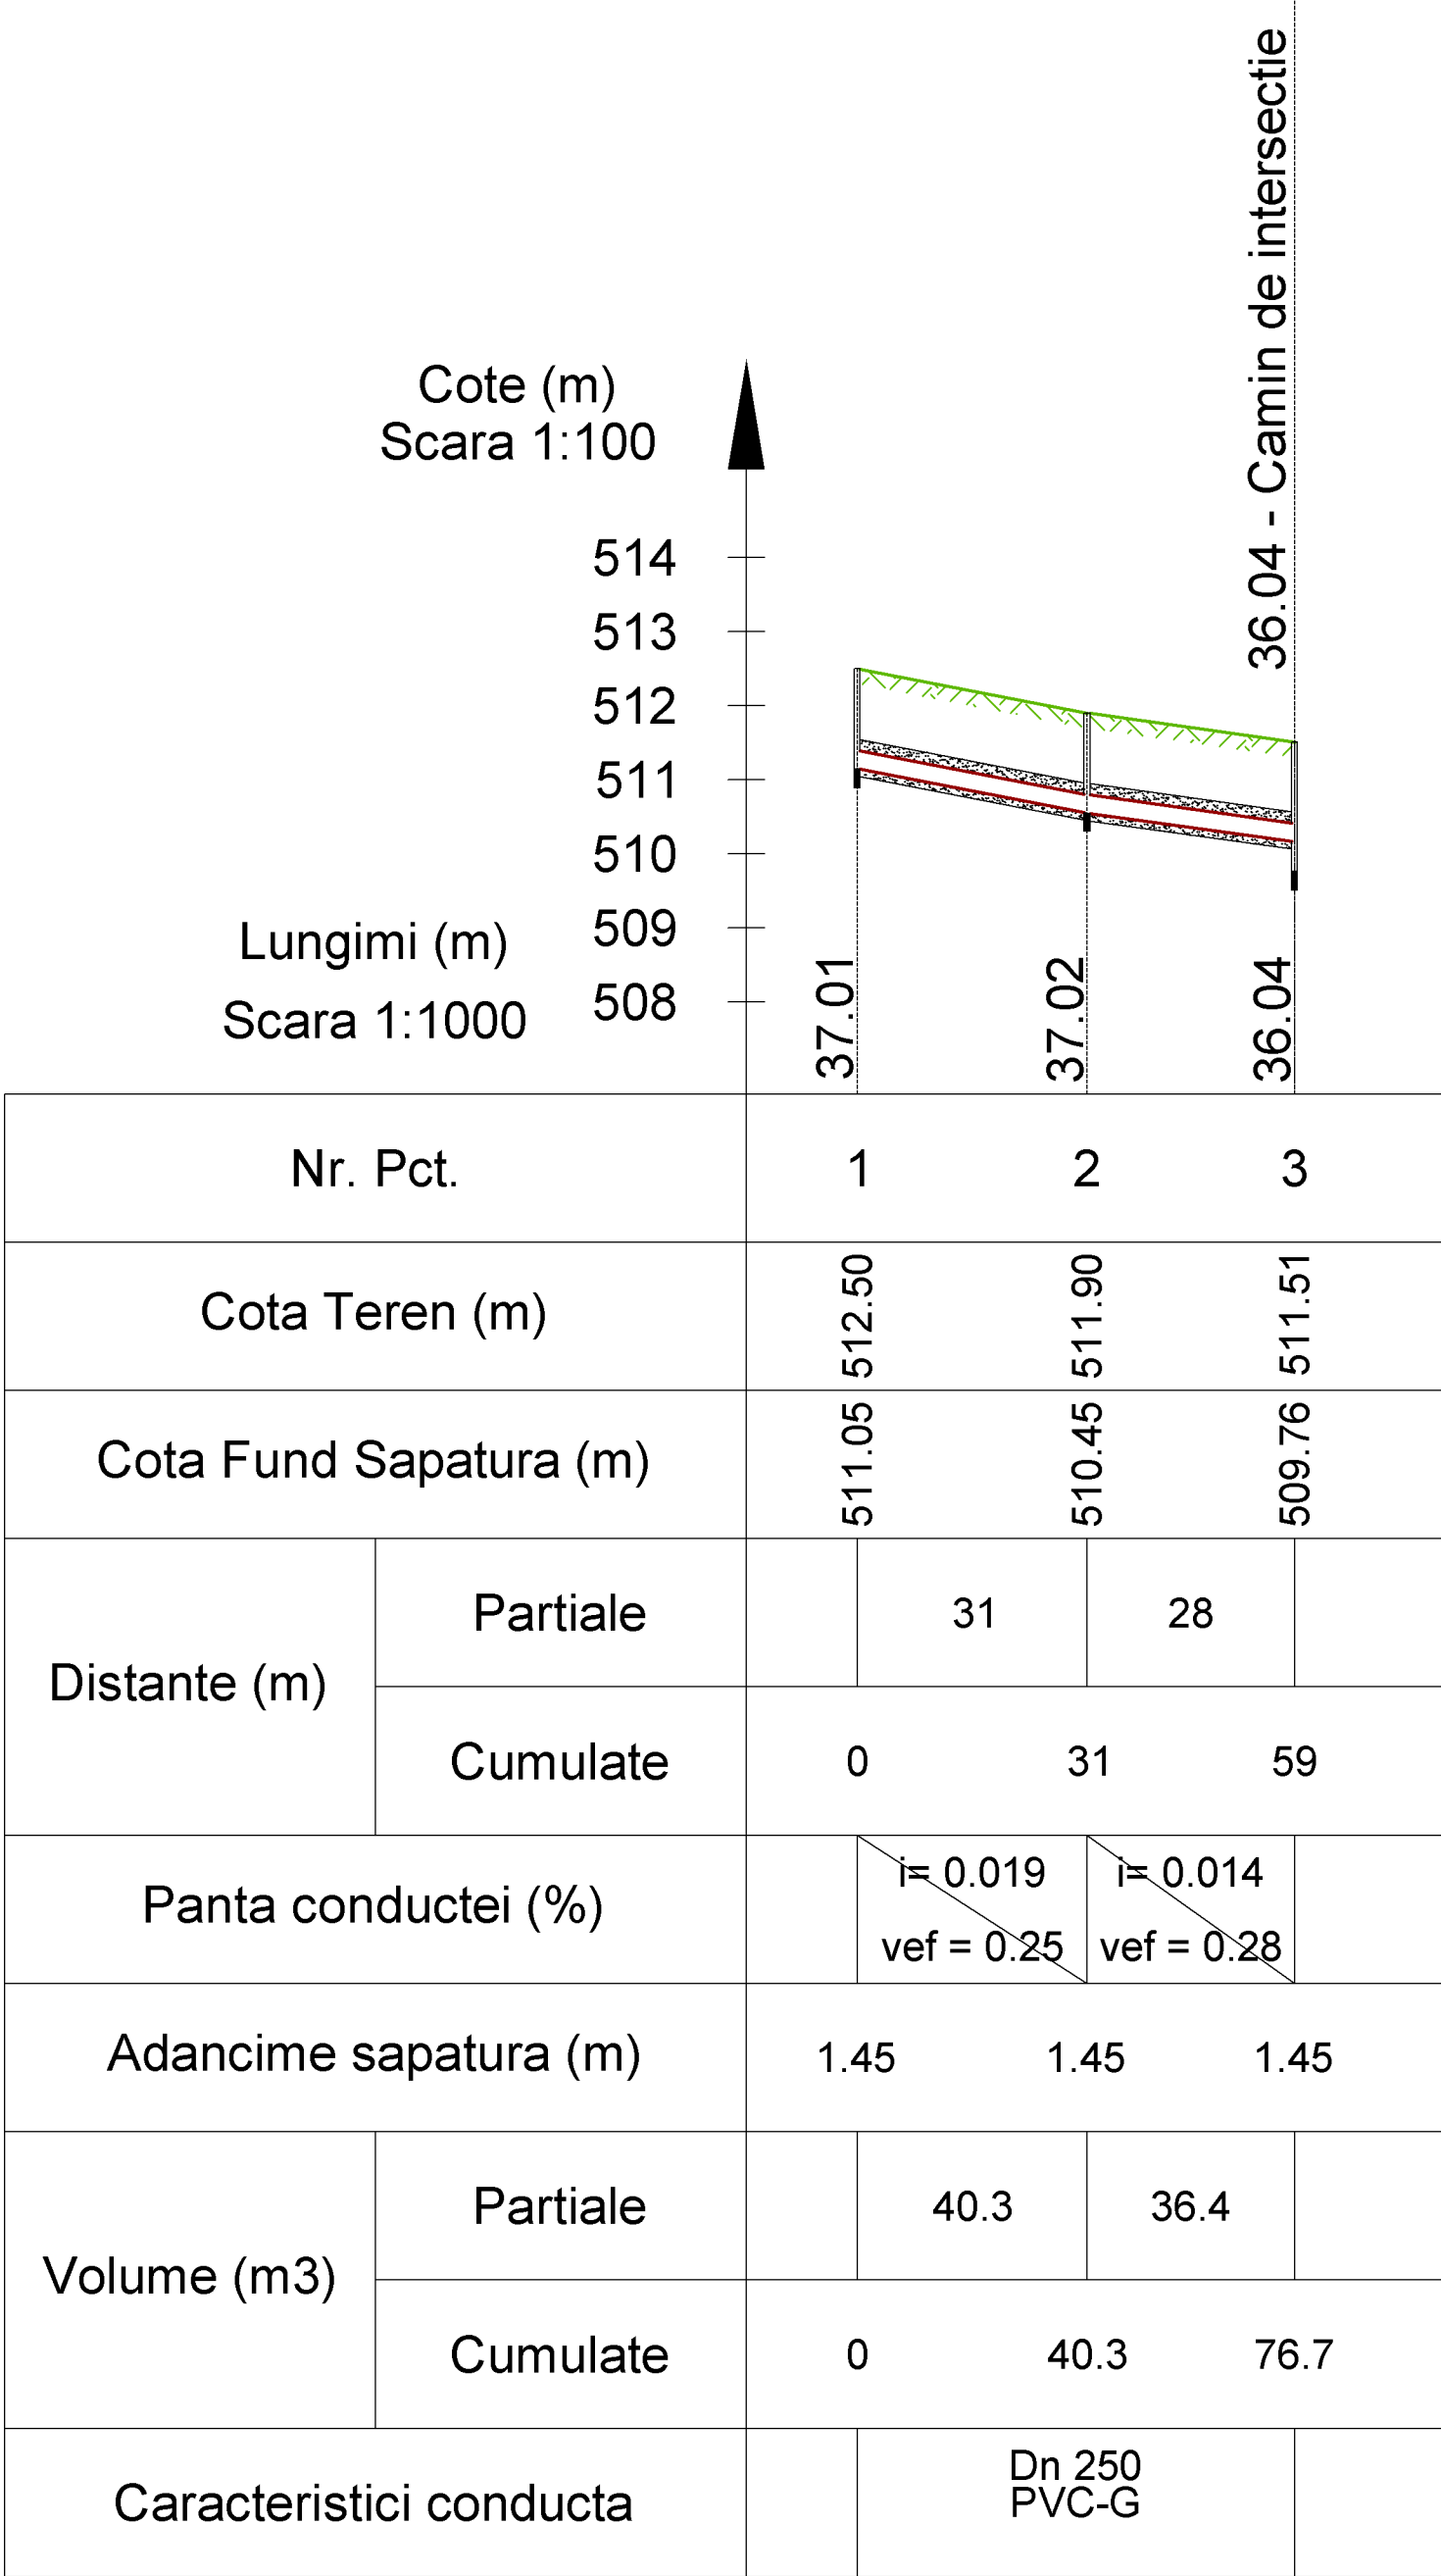 36.04 - Camin de intersectie
Cote (m)
Scara 1:100
514
513
512
511
510
509
508
Lungimi (m)
Scara 1:1000
37.01
37.02
36.04
Nr. Pct.
1 2 3
Cota Teren (m)
512.50 511.90 511.51
Cota Fund Sapatura (m)
511.05 510.45 509.76
Distante (m)
Partiale
31 28
Cumulate
0 31 59
Panta conductei (%)
i= 0.019 i= 0.014
vef = 0.25 vef = 0.28
Adancime sapatura (m)
1.45 1.45 1.45
Volume (m3)
Partiale
40.3 36.4
Cumulate
0 40.3 76.7
Caracteristici conducta
Dn 250
PVC-G